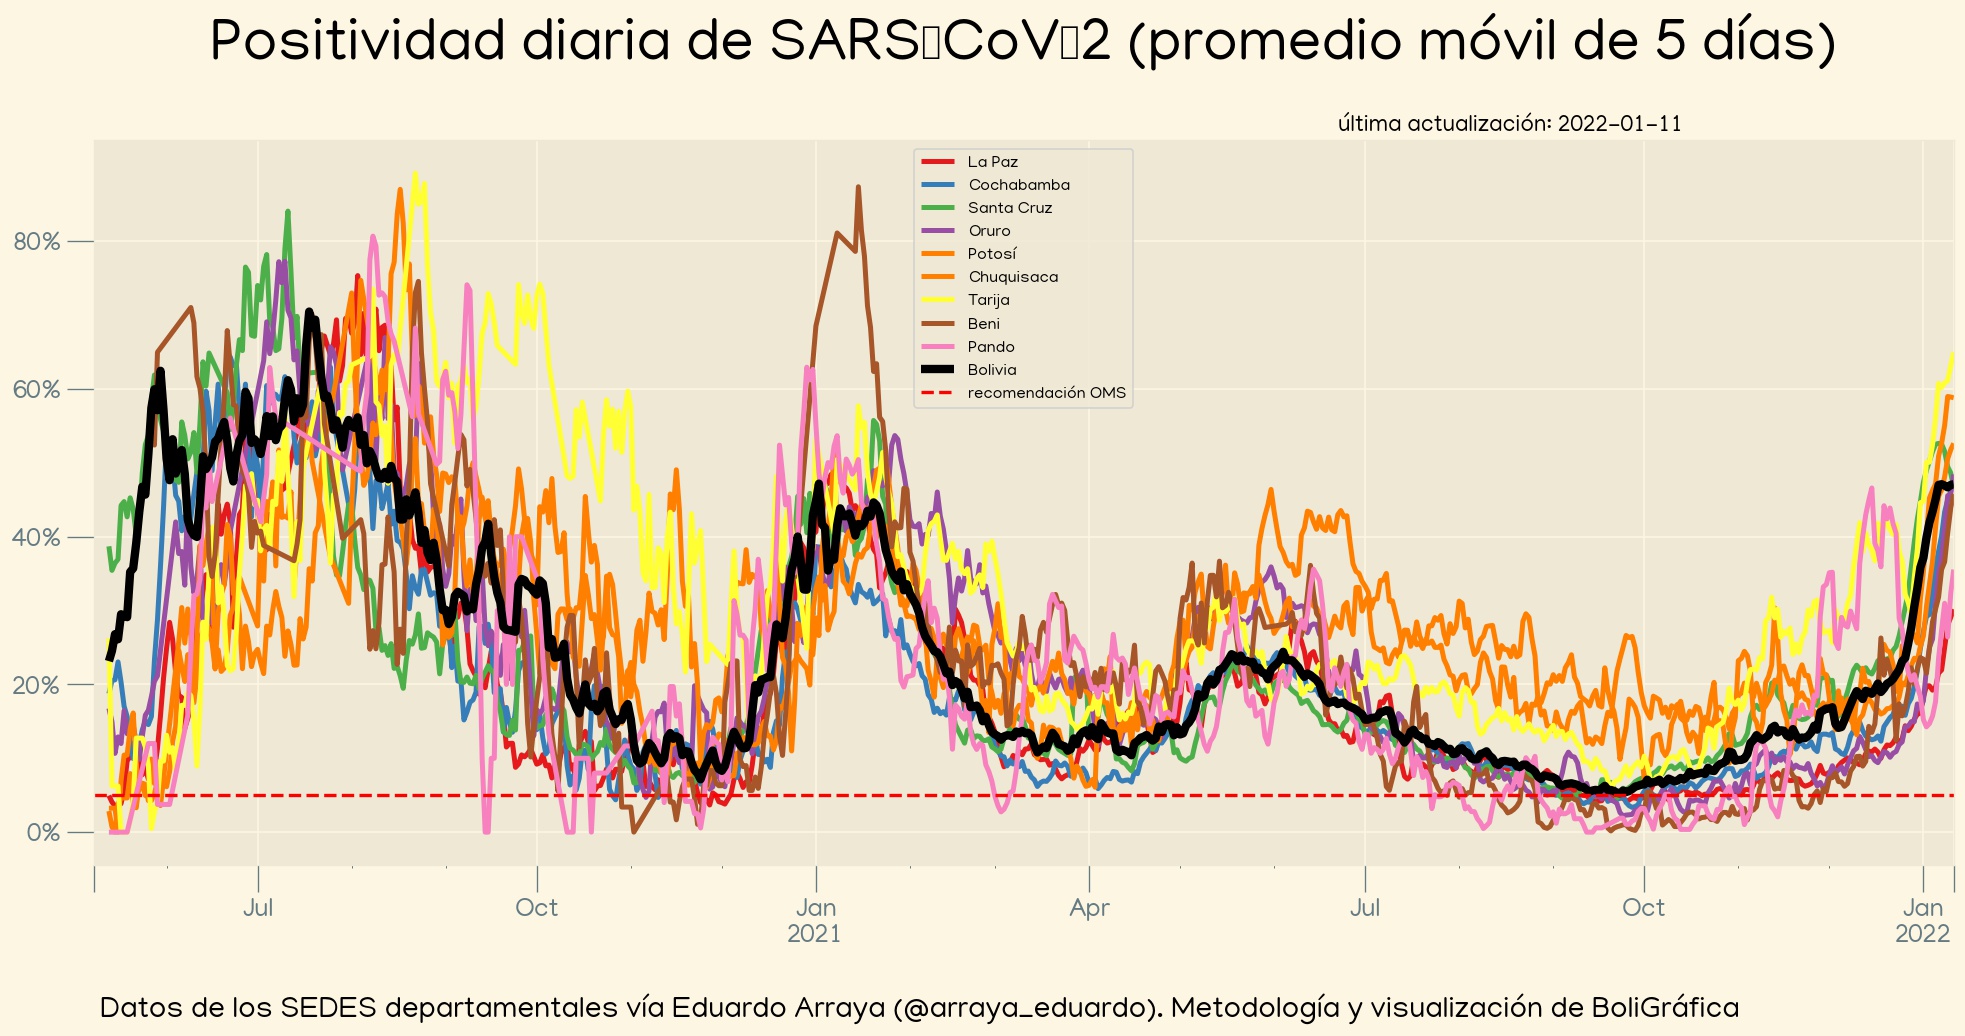 Positividad diaria de SARS▯CoV▯2 (promedio móvil de 5 días)
última actualización: 2022-01-11
La Paz
Cochabamba
Santa Cruz
Oruro
Potosí
Chuquisaca
Tarija
Beni
Pando
Bolivia
recomendación OMS
80%
60%
40%
20%
0%
Jul Oct Jan Apr Jul Oct Jan
2021 2022
Datos de los SEDES departamentales vía Eduardo Arraya (@arraya_eduardo). Metodología y visualización de BoliGráfica